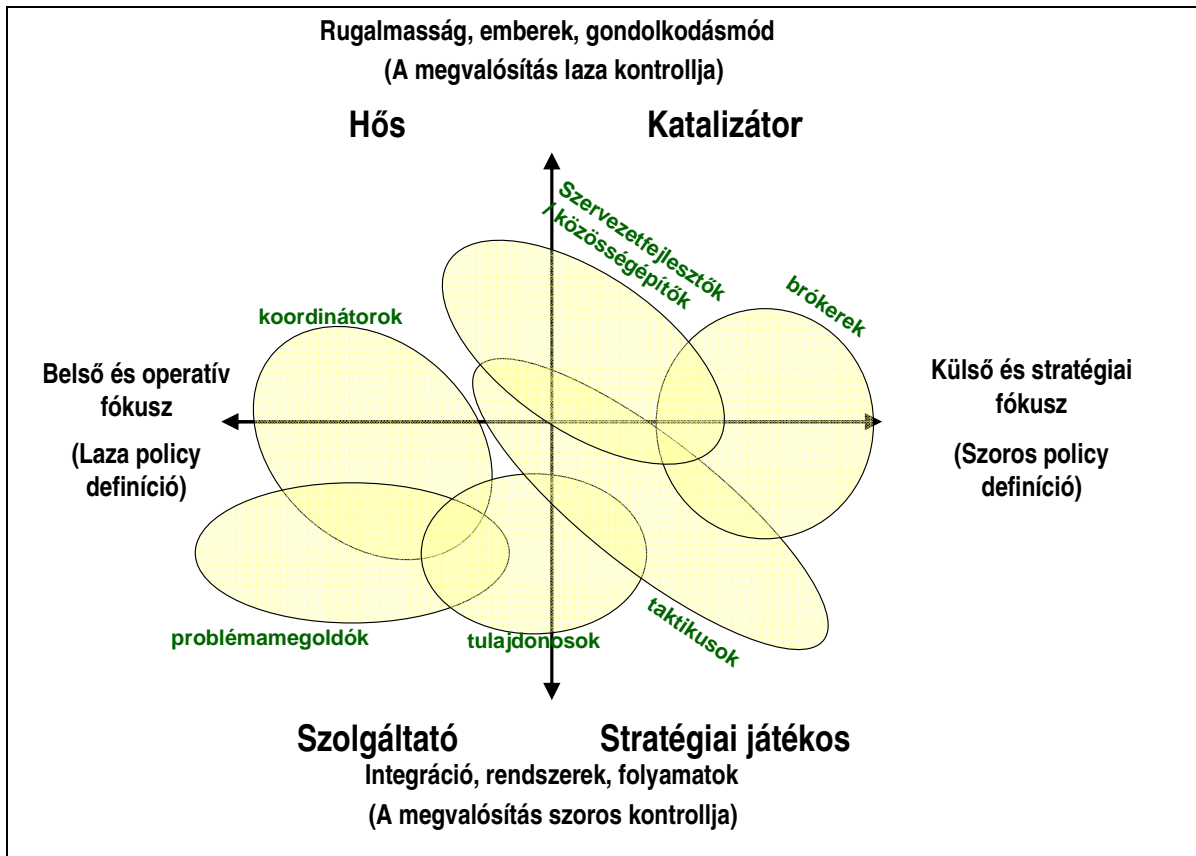 Rugalmasság, emberek, gondolkodásmód
(A megvalósítás laza kontrollja)
Hős
Katalizátor
Szervezetfejlesztők
/ közösségépítők
brókerek
koordinátorok
Belső és operatív
fókusz
(Laza policy
definíció)
Külső és stratégiai
fókusz
(Szoros policy
definíció)
problémamegoldók
tulajdonosok
taktikusok
Szolgáltató
Stratégiai játékos
Integráció, rendszerek, folyamatok
(A megvalósítás szoros kontrollja)